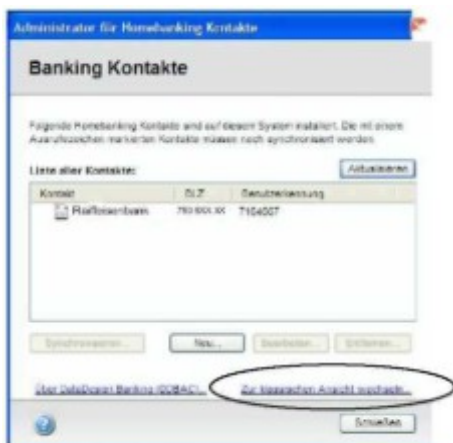 Administrator für Homebanking Kontakte
Banking Kontakte
Folgende Homebanking Kontakte sind auf diesem System installiert. Die mit einem
Ausrufezeichen markierten Kontakte müssen noch synchronisiert werden.
Liste aller Kontakte:
Aktualisieren
Kontakt BLZ Benutzerkennung
Raiffeisenbank
Synchronisieren... Neu... Bearbeiten... Entfernen...
Über DataDesign Banking (DDBAC)... Zur klassischen Ansicht wechseln...
Schließen